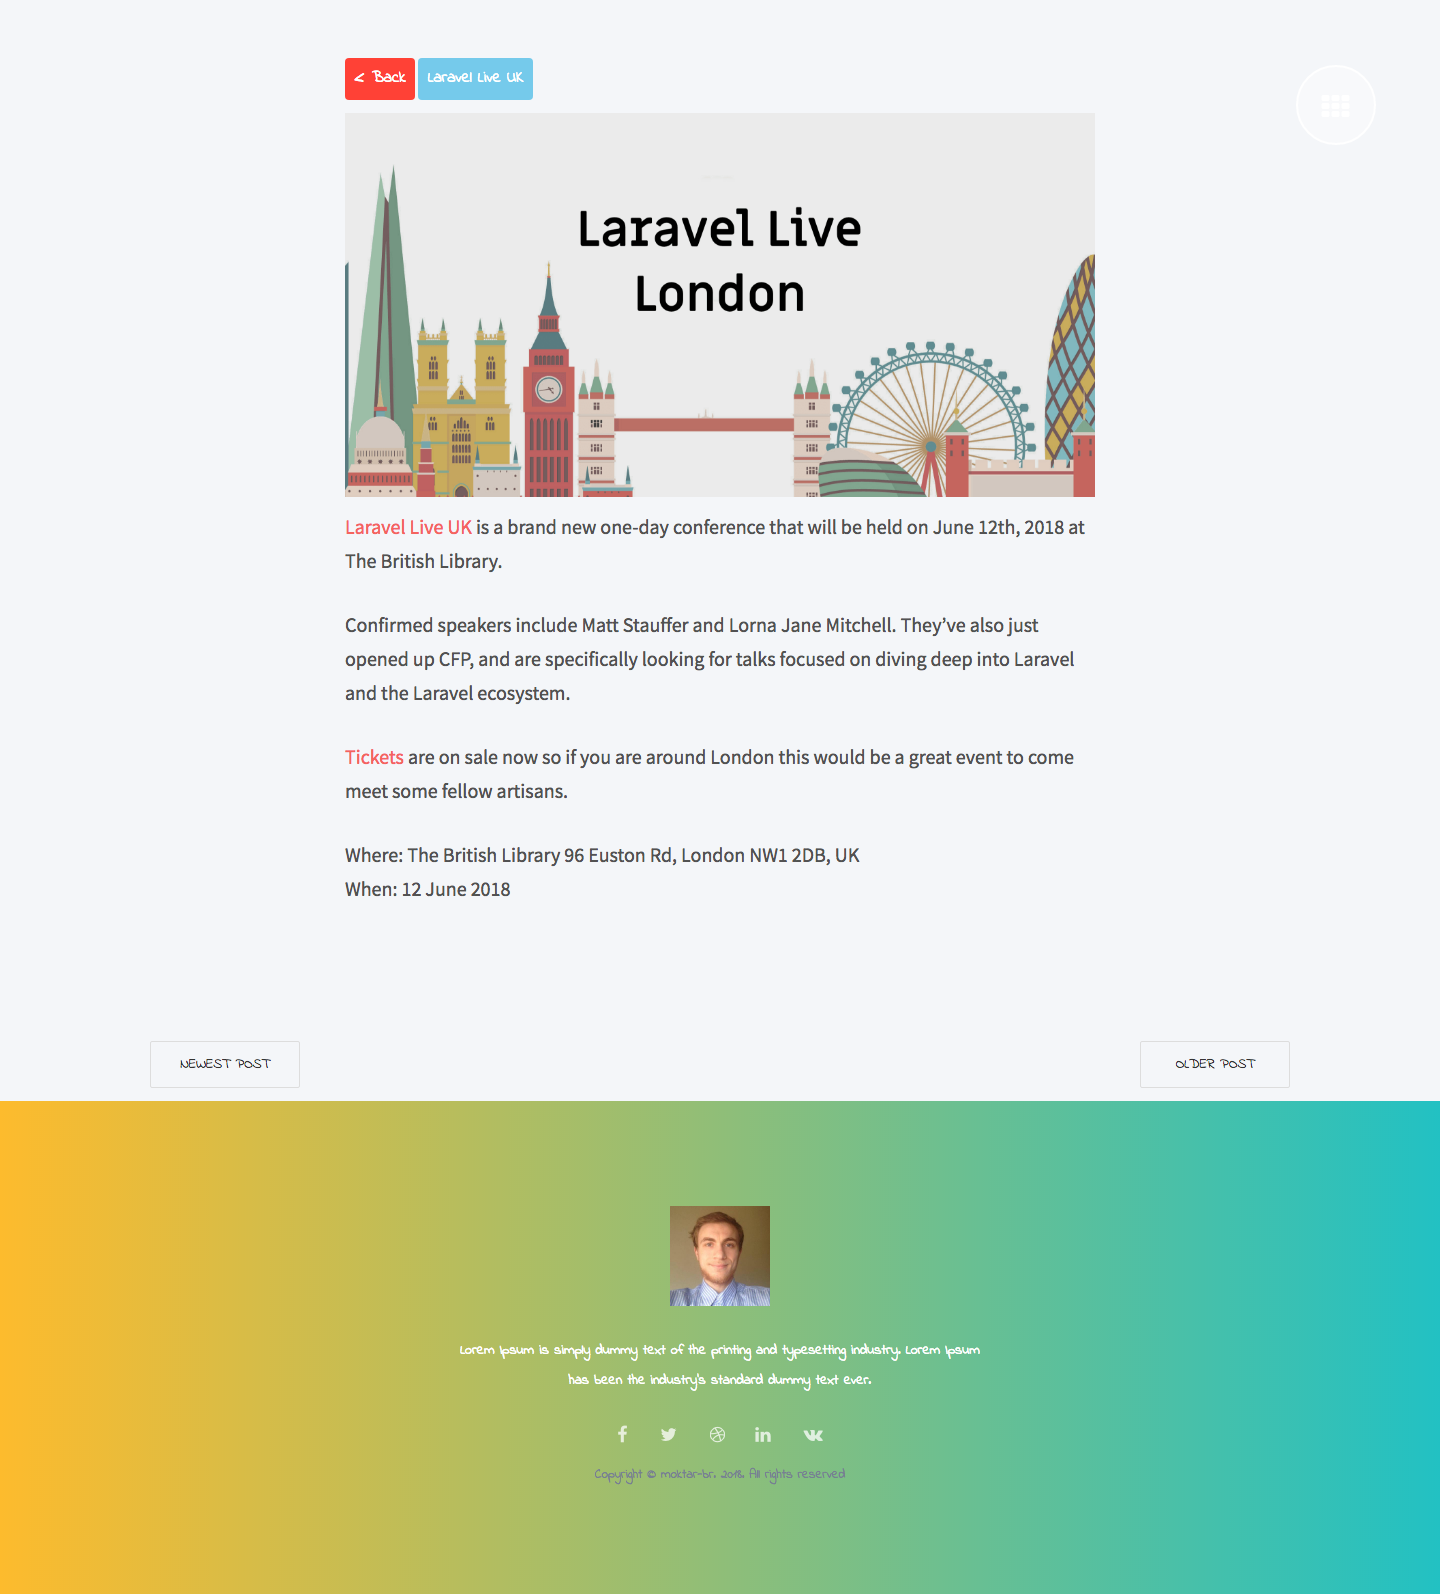 < Back
Laravel Live UK
Laravel Live
London
Laravel Live UK is a brand new one-day conference that will be held on June 12th, 2018 at
The British Library.
Confirmed speakers include Matt Stauffer and Lorna Jane Mitchell. They’ve also just
opened up CFP, and are specifically looking for talks focused on diving deep into Laravel
and the Laravel ecosystem.
Tickets are on sale now so if you are around London this would be a great event to come
meet some fellow artisans.
Where: The British Library 96 Euston Rd, London NW1 2DB, UK
When: 12 June 2018
NEWEST POST
OLDER POST
Lorem Ipsum is simply dummy text of the printing and typesetting industry. Lorem Ipsum
has been the industry's standard dummy text ever.
Copyright © moktar-br. 2018. All rights reserved